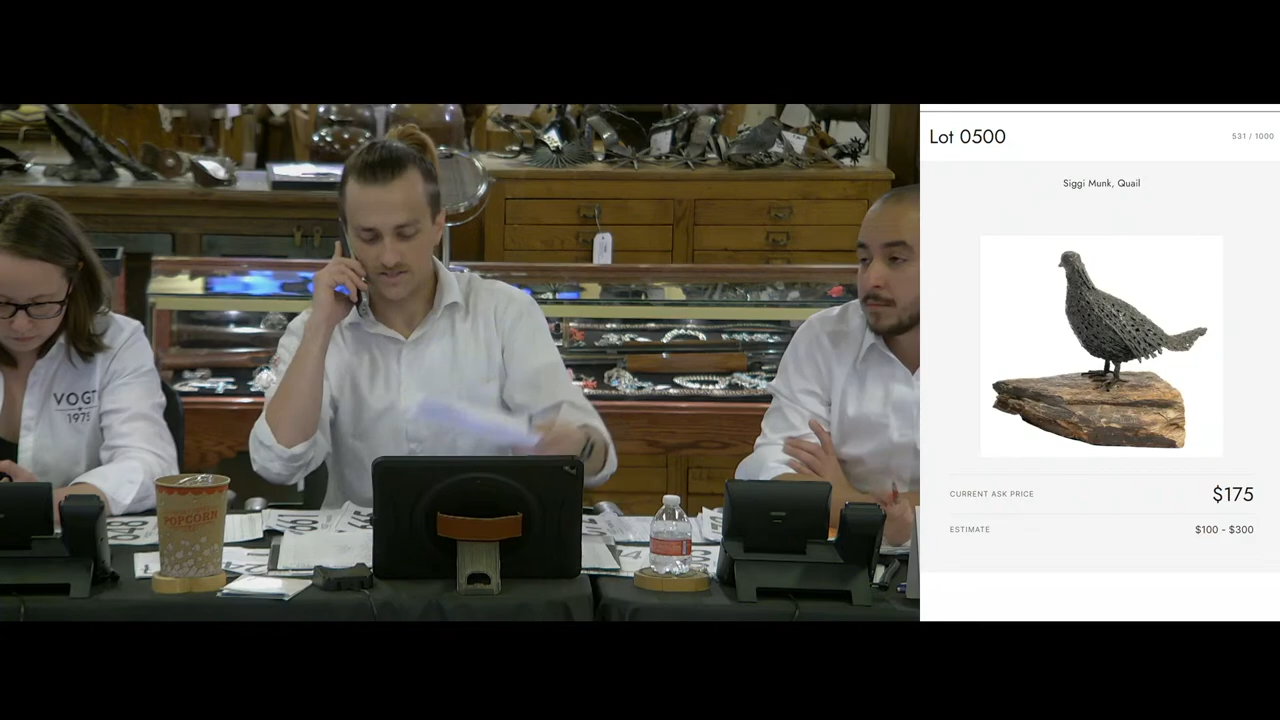 Lot 0500
531 / 1000
Siggi Munk, Quail
CURRENT ASK PRICE
$175
ESTIMATE
$100 - $300
VOGT
1975
POPCORN